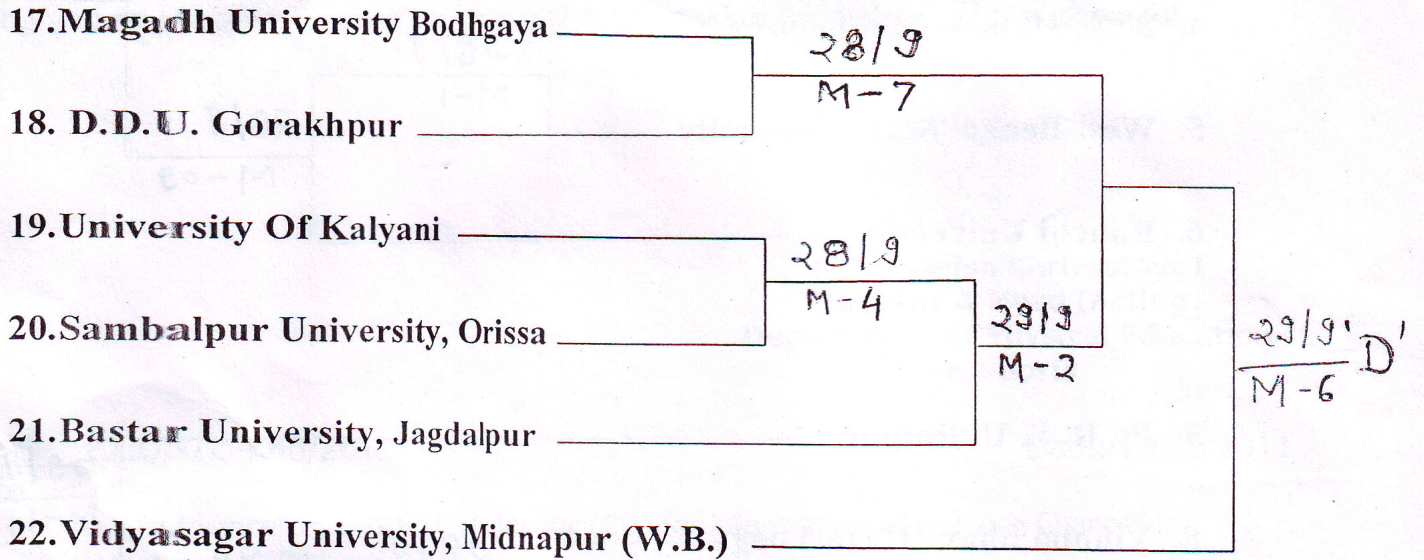 17.Magadh University Bodhgaya
28/9
M-7
18. D.D.U. Gorakhpur
19.University Of Kalyani
28/9
M-4
20.Sambalpur University, Orissa
29/9
M-2
29/9 'D'
M-6
21.Bastar University, Jagdalpur
22.Vidyasagar University, Midnapur (W.B.)